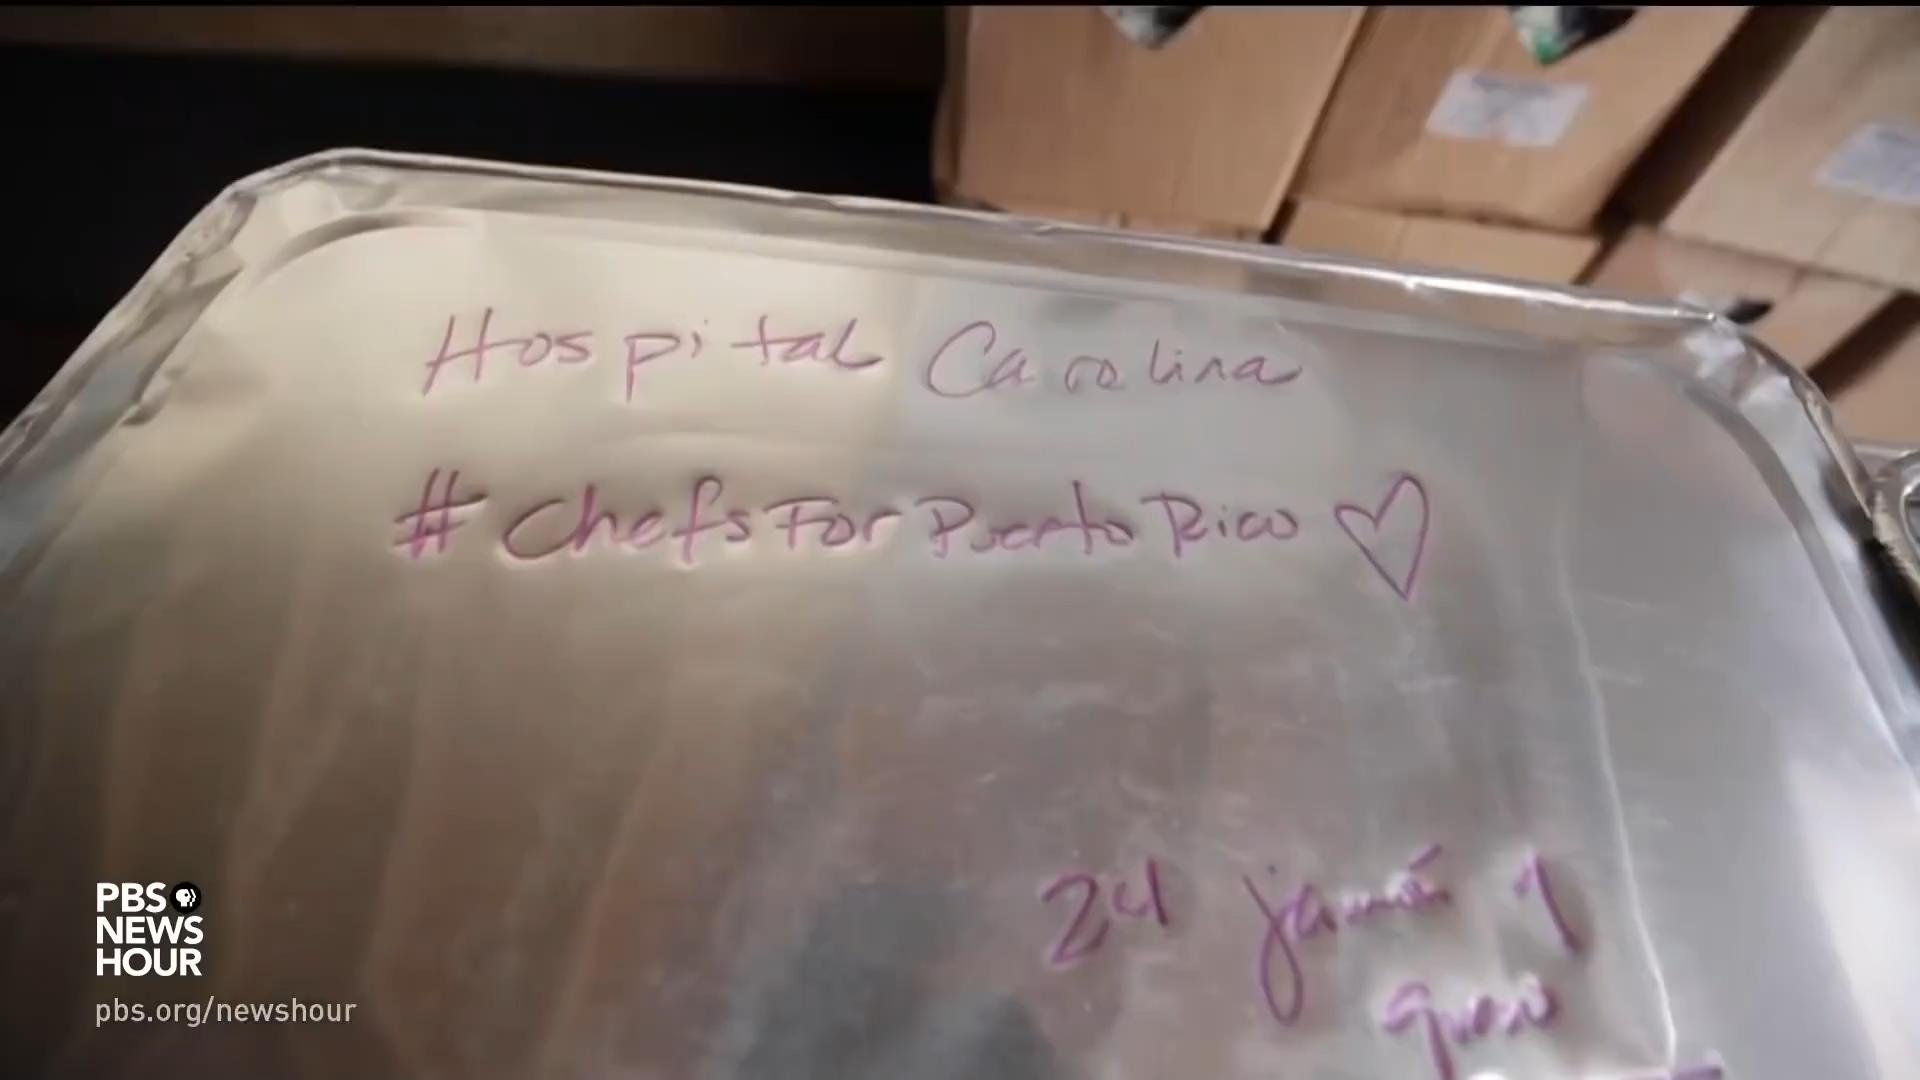 Hospital Carolina
#ChefsForPuertoRico
24 jamón y
queso
PBS
NEWS
HOUR
pbs.org/newshour